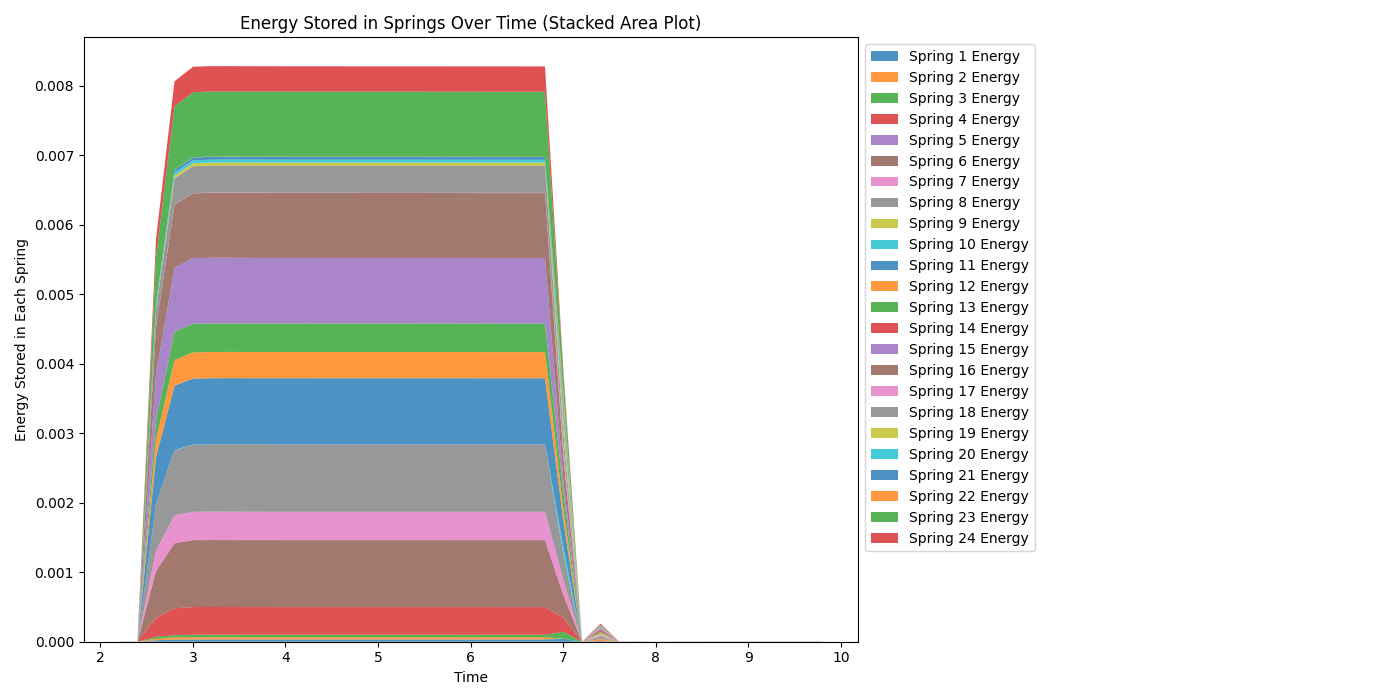 Energy Stored in Springs Over Time (Stacked Area Plot)
Energy Stored in Each Spring
0.008
0.007
0.006
0.005
0.004
0.003
0.002
0.001
0.000
2 3 4 5 6 7 8 9 10
Time
Spring 1 Energy
Spring 2 Energy
Spring 3 Energy
Spring 4 Energy
Spring 5 Energy
Spring 6 Energy
Spring 7 Energy
Spring 8 Energy
Spring 9 Energy
Spring 10 Energy
Spring 11 Energy
Spring 12 Energy
Spring 13 Energy
Spring 14 Energy
Spring 15 Energy
Spring 16 Energy
Spring 17 Energy
Spring 18 Energy
Spring 19 Energy
Spring 20 Energy
Spring 21 Energy
Spring 22 Energy
Spring 23 Energy
Spring 24 Energy